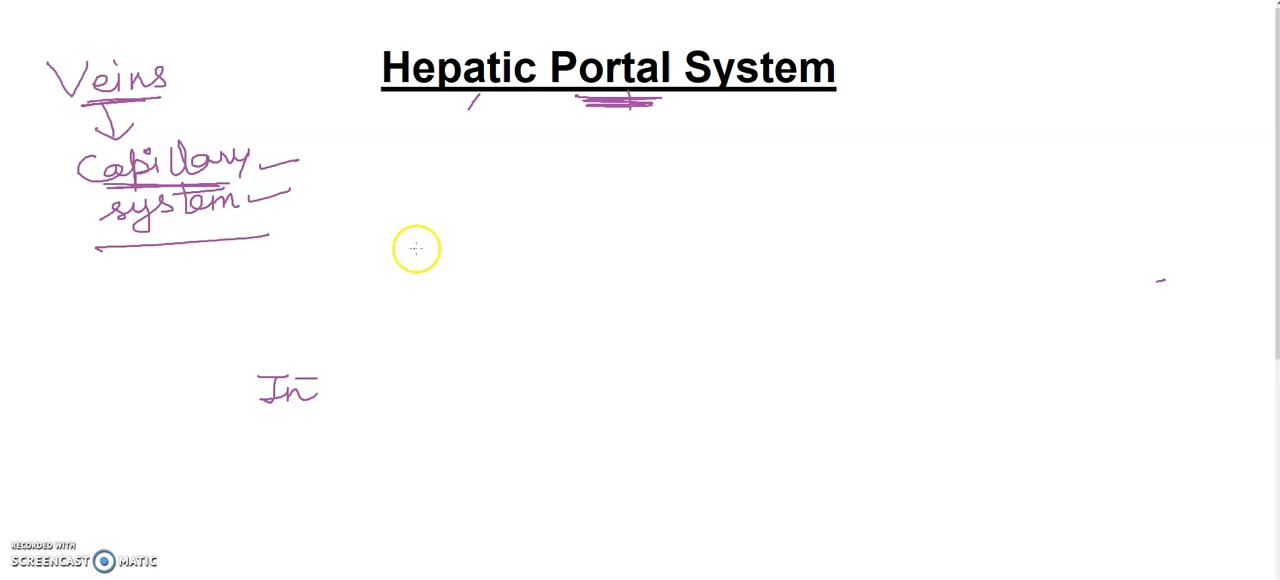 Hepatic Portal System
Veins
Capillary
system
In
RECORDED WITH
SCREENCAST MATIC